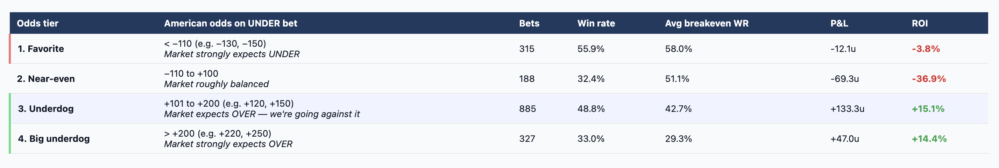 Odds tier American odds on UNDER bet Bets Win rate Avg breakeven WR P&L ROI
< –110 (e.g. –130, –150)
1. Favorite 315 55.9% 58.0% -12.1u -3.8%
Market strongly expects UNDER
–110 to +100
2. Near-even 188 32.4% 51.1% -69.3u -36.9%
Market roughly balanced
+101 to +200 (e.g. +120, +150)
3. Underdog 885 48.8% 42.7% +133.3u +15.1%
Market expects OVER — we're going against it
> +200 (e.g. +220, +250)
4. Big underdog 327 33.0% 29.3% +47.0u +14.4%
Market strongly expects OVER